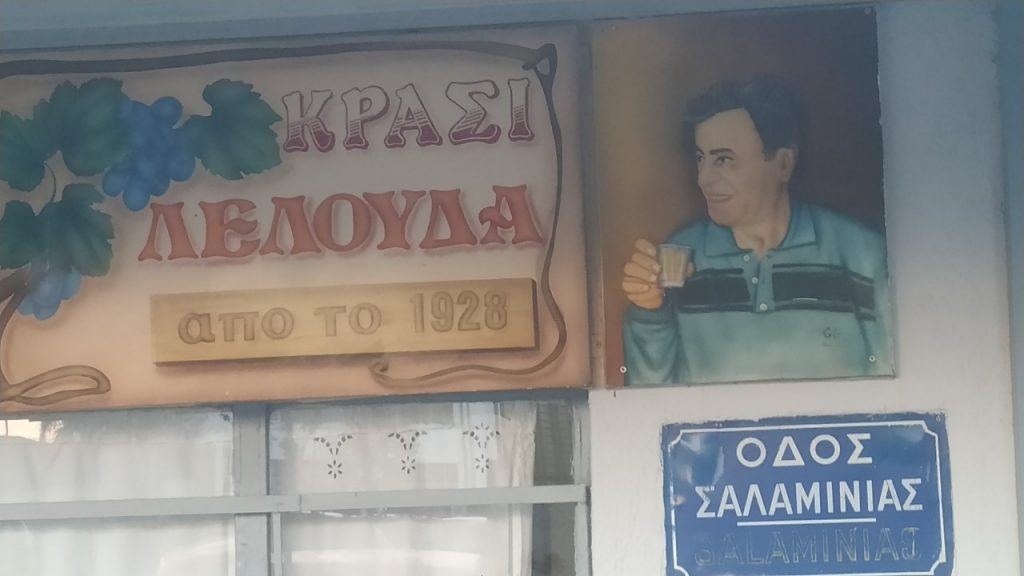 ΚΡΑΣΙ
ΛΕΛΟΥΔΑ
απο το 1928
ΟΔΟΣ
ΣΑΛΑΜΙΝΙΑΣ
SALAMINIAS